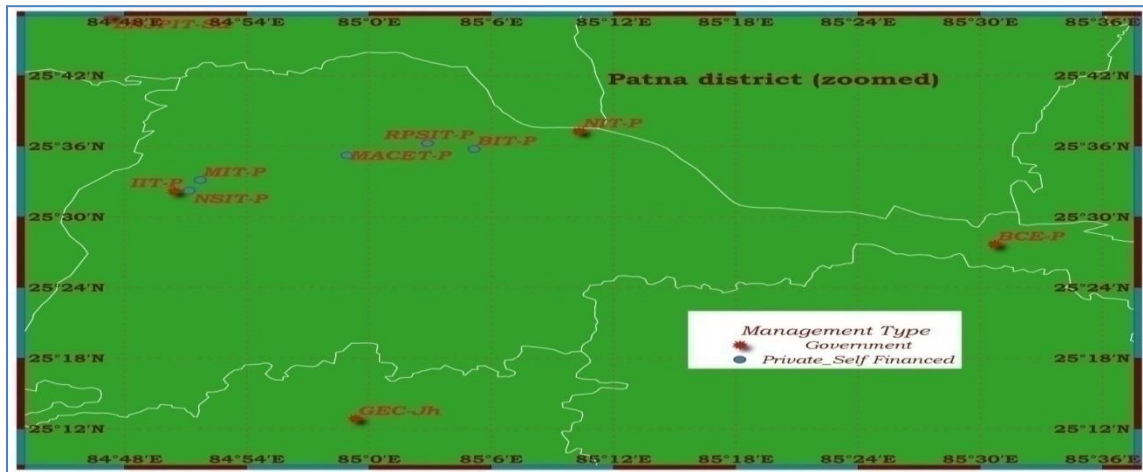 84°48'E 84°54'E 85°0'E 85°6'E 85°12'E 85°18'E 85°24'E 85°30'E 85°36'E
25°42'N Patna district (zoomed) 25°42'N
NIT-P
RPSIT-P BIT-P
25°36'N MACET-P 25°36'N
MIT-P
IIT-P
NSIT-P
25°30'N 25°30'N
BCE-P
25°24'N 25°24'N
Management Type
Government
25°18'N Private_Self Financed 25°18'N
GEC-Jh
25°12'N 25°12'N
84°48'E 84°54'E 85°0'E 85°6'E 85°12'E 85°18'E 85°24'E 85°30'E 85°36'E